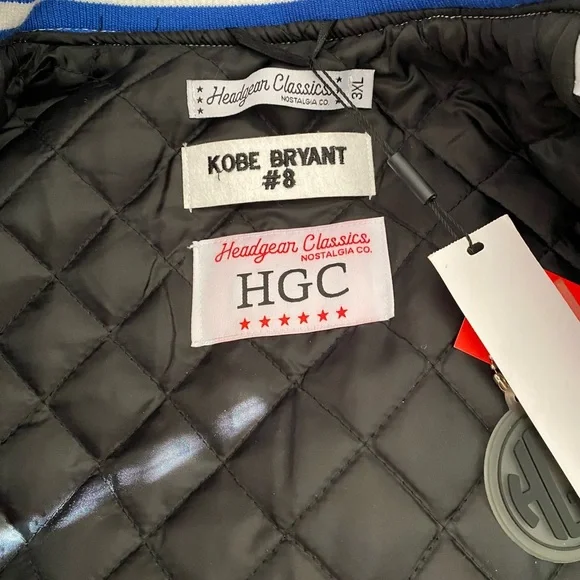 Headgear Classics
NOSTALGIA CO.
3XL
KOBE BRYANT
#8
Headgear Classics
NOSTALGIA CO.
HGC